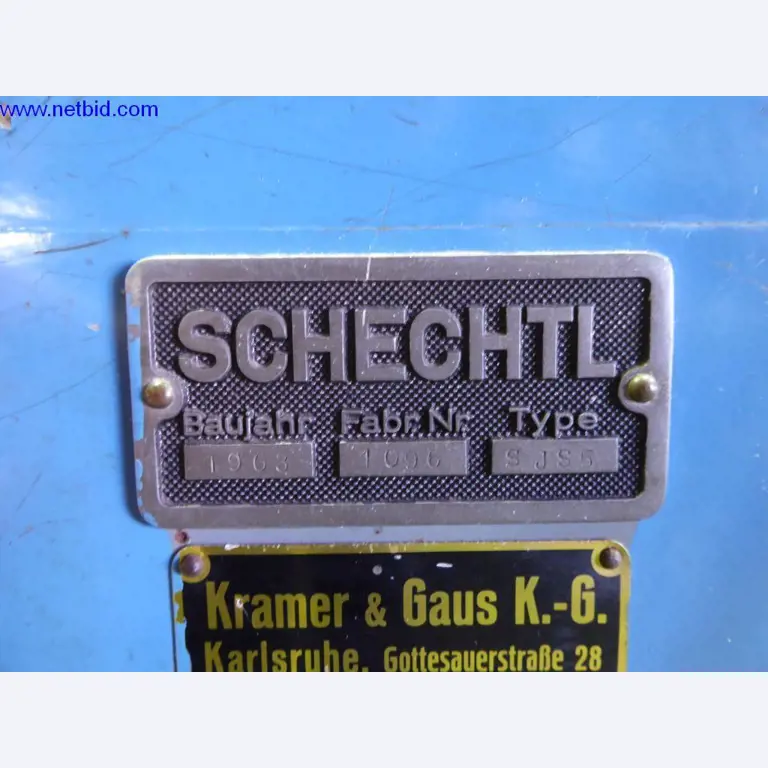 www.netbid.com
SCHECHTL
Baujahr Fabr.Nr. Type
1963 1096 SJS5
Kramer & Gaus K.-G.
Karlsruhe, Gottesauerstraße 28